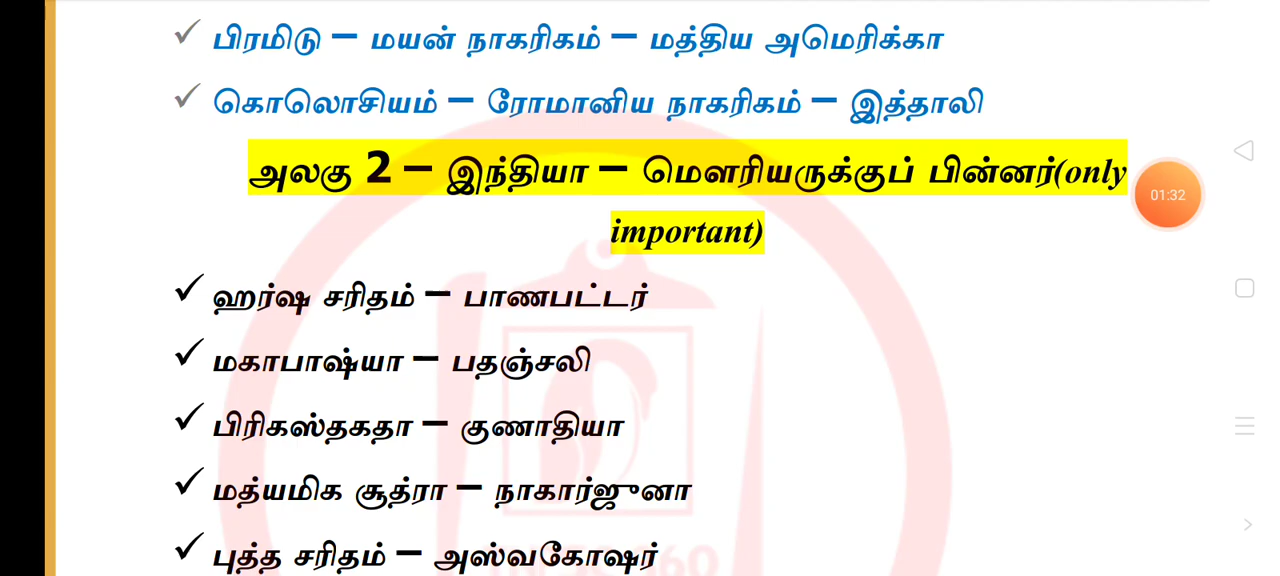 ✓ பிரமிடு – மயன் நாகரிகம் – மத்திய அமெரிக்கா
✓ கொலொசியம் – ரோமானிய நாகரிகம் – இத்தாலி
அலகு 2 – இந்தியா – மௌரியருக்குப் பின்னர்(only
important)
01:32
✓ ஹர்ஷ சரிதம் – பாணபட்டர்
✓ மகாபாஷ்யா – பதஞ்சலி
✓ பிரிகஸ்தகதா – குணாதியா
✓ மத்யமிக சூத்ரா – நாகார்ஜுனா
✓ புத்த சரிதம் – அஸ்வகோஷர்